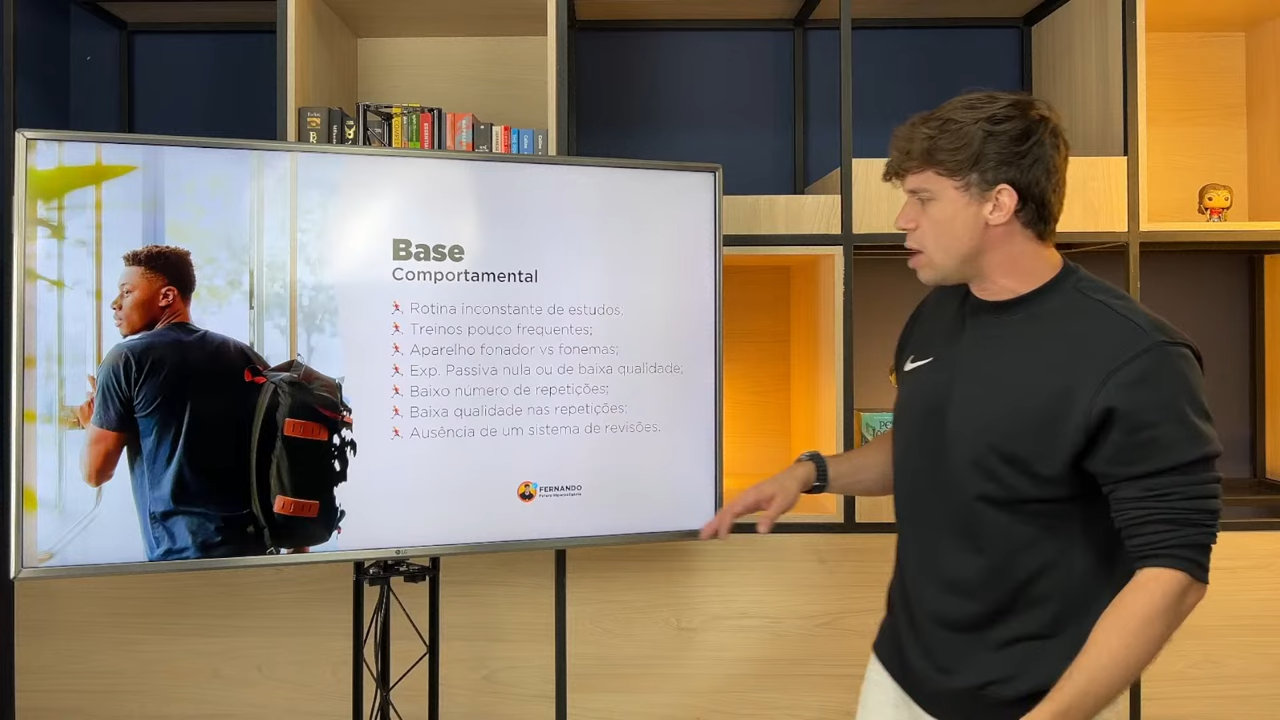 Base
Comportamental
Rotina inconstante de estudos;
Treinos pouco frequentes;
Aparelho fonador vs fonemas;
Exp. Passiva nula ou de baixa qualidade;
Baixo número de repetições;
Baixa qualidade nas repetições;
Ausência de um sistema de revisões.
FERNANDO
LG